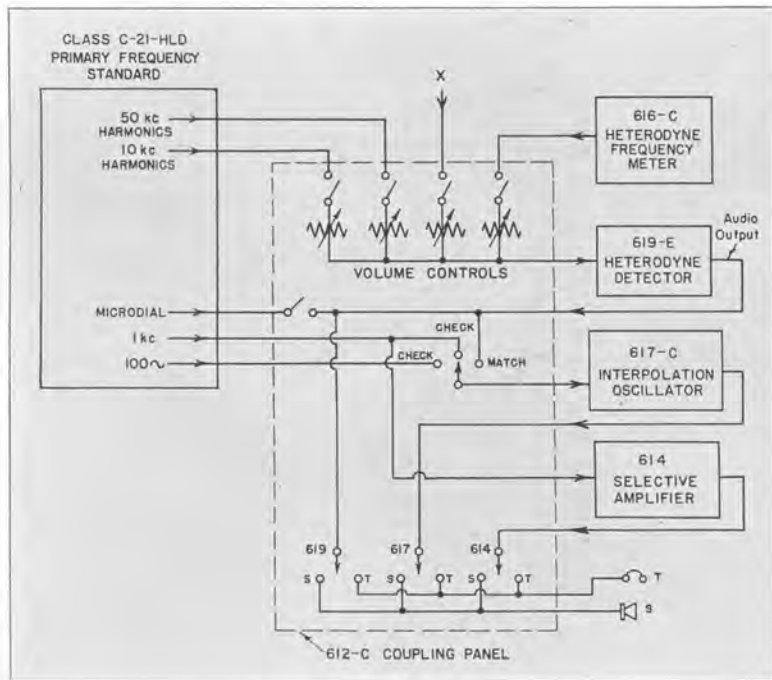 CLASS C-21-HLD
PRIMARY FREQUENCY
STANDARD
50 kc
HARMONICS
10 kc
HARMONICS
X
616-C
HETERODYNE
FREQUENCY
METER
VOLUME CONTROLS
619-E
HETERODYNE
DETECTOR
Audio
Output
MICRODIAL
1 kc
100~
CHECK
CHECK
MATCH
617-C
INTERPOLATION
OSCILLATOR
614
SELECTIVE
AMPLIFIER
619 617 614
S T S T S T
T
S
612-C COUPLING PANEL